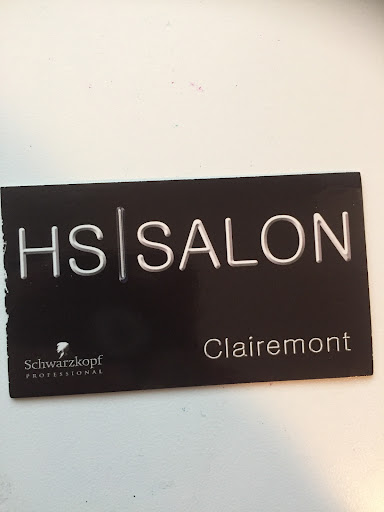 HS|SALON
Clairemont
Schwarzkopf
PROFESSIONAL